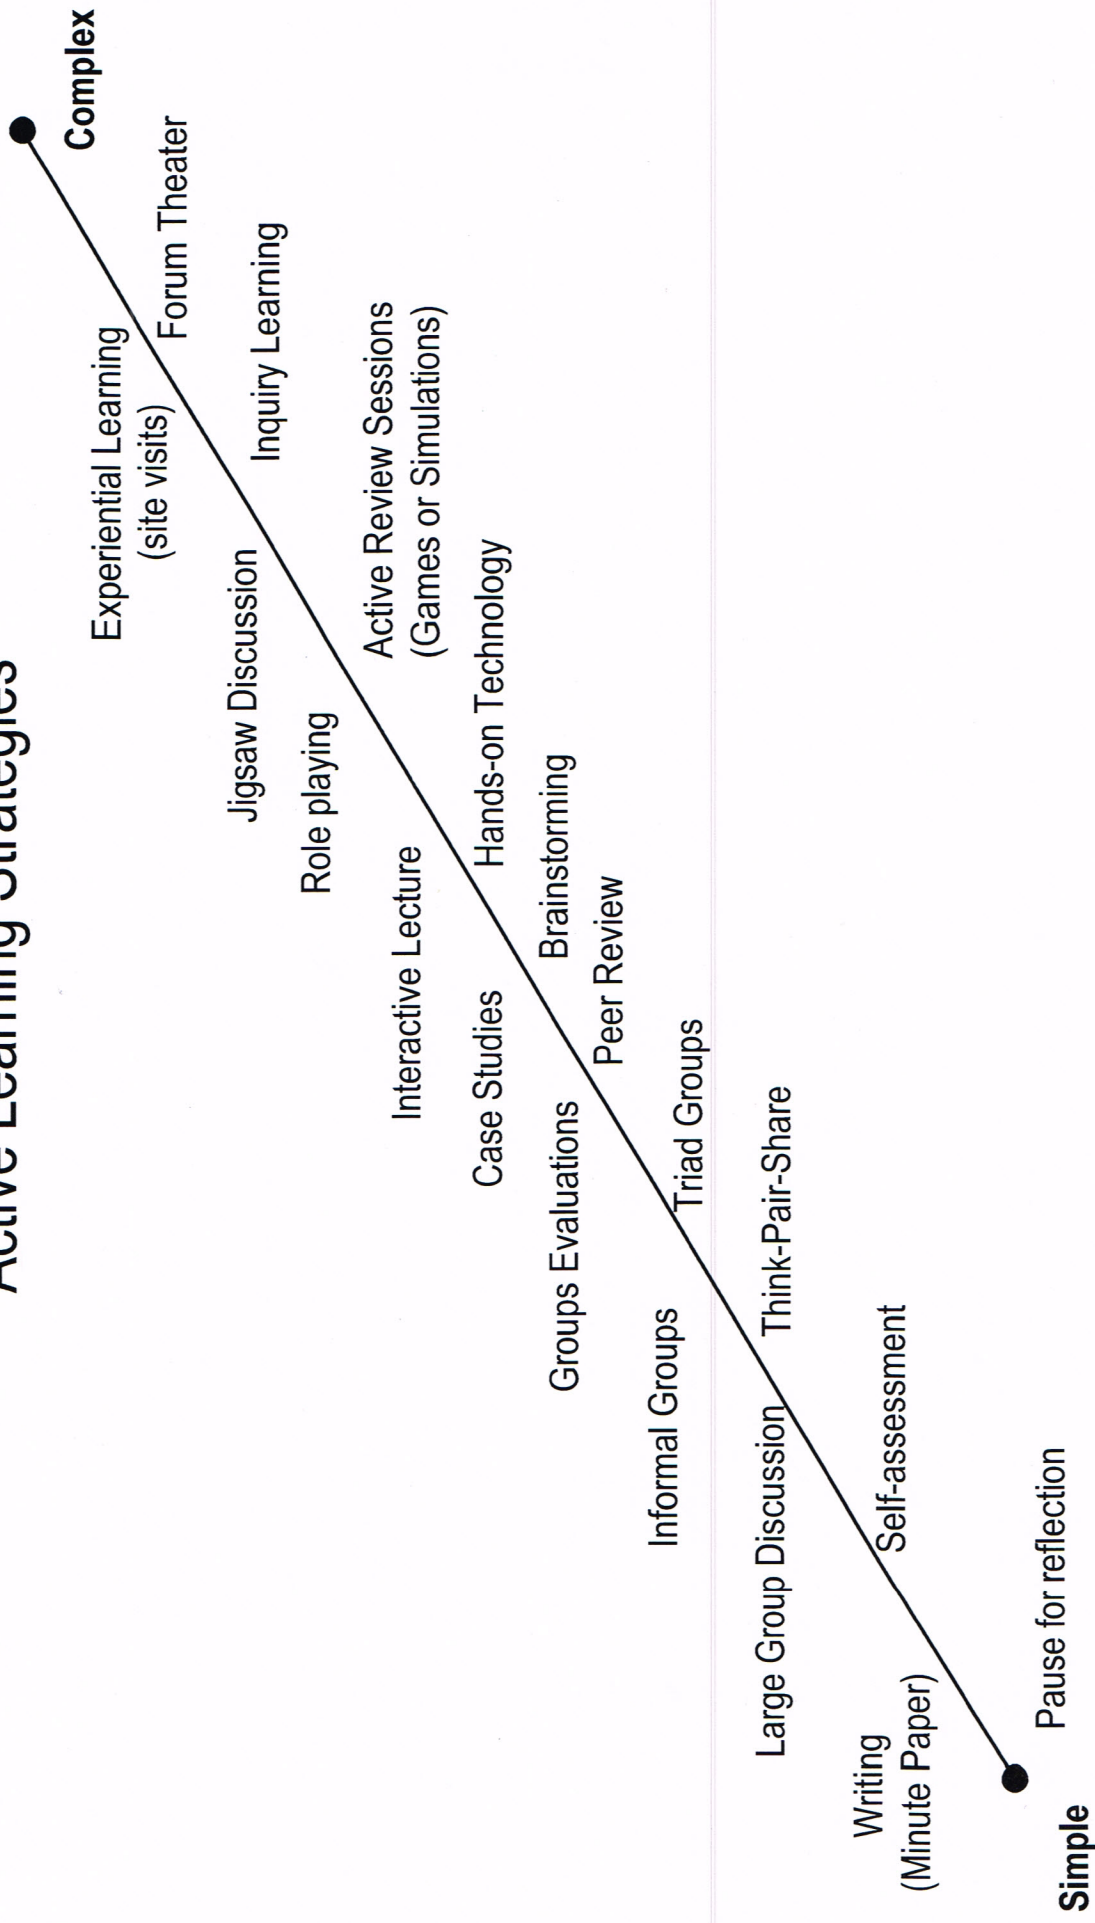 Active Learning Strategies
Complex
Forum Theater
Experiential Learning
(site visits)
Inquiry Learning
Jigsaw Discussion
Active Review Sessions
(Games or Simulations)
Role playing
Hands-on Technology
Interactive Lecture
Brainstorming
Case Studies
Peer Review
Groups Evaluations
Triad Groups
Informal Groups
Think-Pair-Share
Large Group Discussion
Self-assessment
Writing
(Minute Paper)
Pause for reflection
Simple